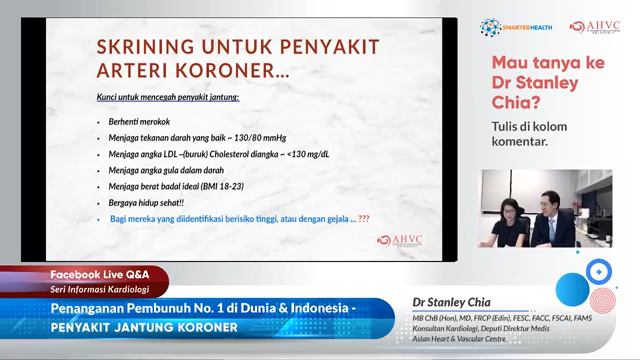 SKRINING UNTUK PENYAKIT
ARTERI KORONER...
Kunci untuk mencegah penyakit jantung:
• Berhenti merokok
• Menjaga tekanan darah yang baik ~ 130/80 mmHg
• Menjaga angka LDL ~(buruk) Cholesterol diangka ~ <130 mg/dL
• Menjaga angka gula dalam darah
• Menjaga berat badal ideal (BMI 18-23)
• Bergaya hidup sehat!!
• Bagi mereka yang diidentifikasi berisiko tinggi, atau dengan gejala ... ???
AHVC
SMARTERHEALTH
AHVC
Mau tanya ke
Dr Stanley
Chia?
Tulis di kolom
komentar.
Facebook Live Q&A
Seri Informasi Kardiologi
Penanganan Pembunuh No. 1 di Dunia & Indonesia -
PENYAKIT JANTUNG KORONER
Dr Stanley Chia
MB ChB (Hon), MD, FRCP (Edin), FESC, FACC, FSCAI, FAMS
Konsultan Kardiologi, Deputi Direktur Medis
Asian Heart & Vascular Centre